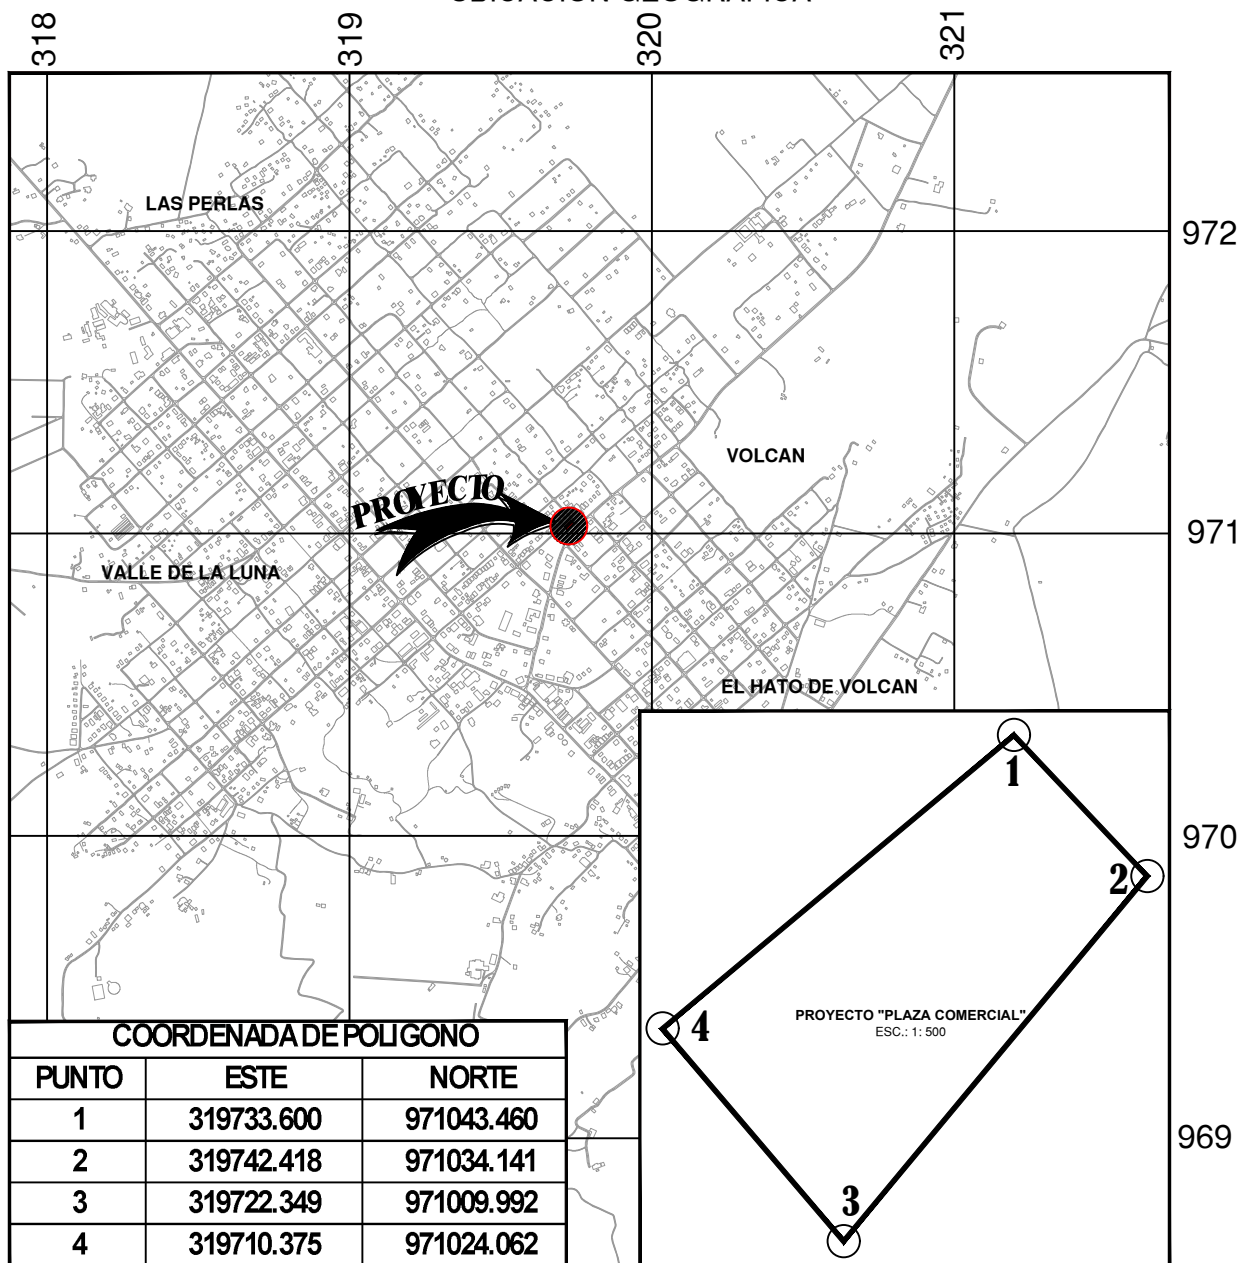 UBICACIÓN GEOGRÁFICA
318 319 320 321
LAS PERLAS
972
VOLCAN
PROYECTO
971
VALLE DE LA LUNA
EL HATO DE VOLCAN
1
970
2
PROYECTO "PLAZA COMERCIAL"
ESC.: 1: 500
4
969
3
COORDENADA DE POLIGONO
PUNTO ESTE NORTE
1 319733.600 971043.460
2 319742.418 971034.141
3 319722.349 971009.992
4 319710.375 971024.062